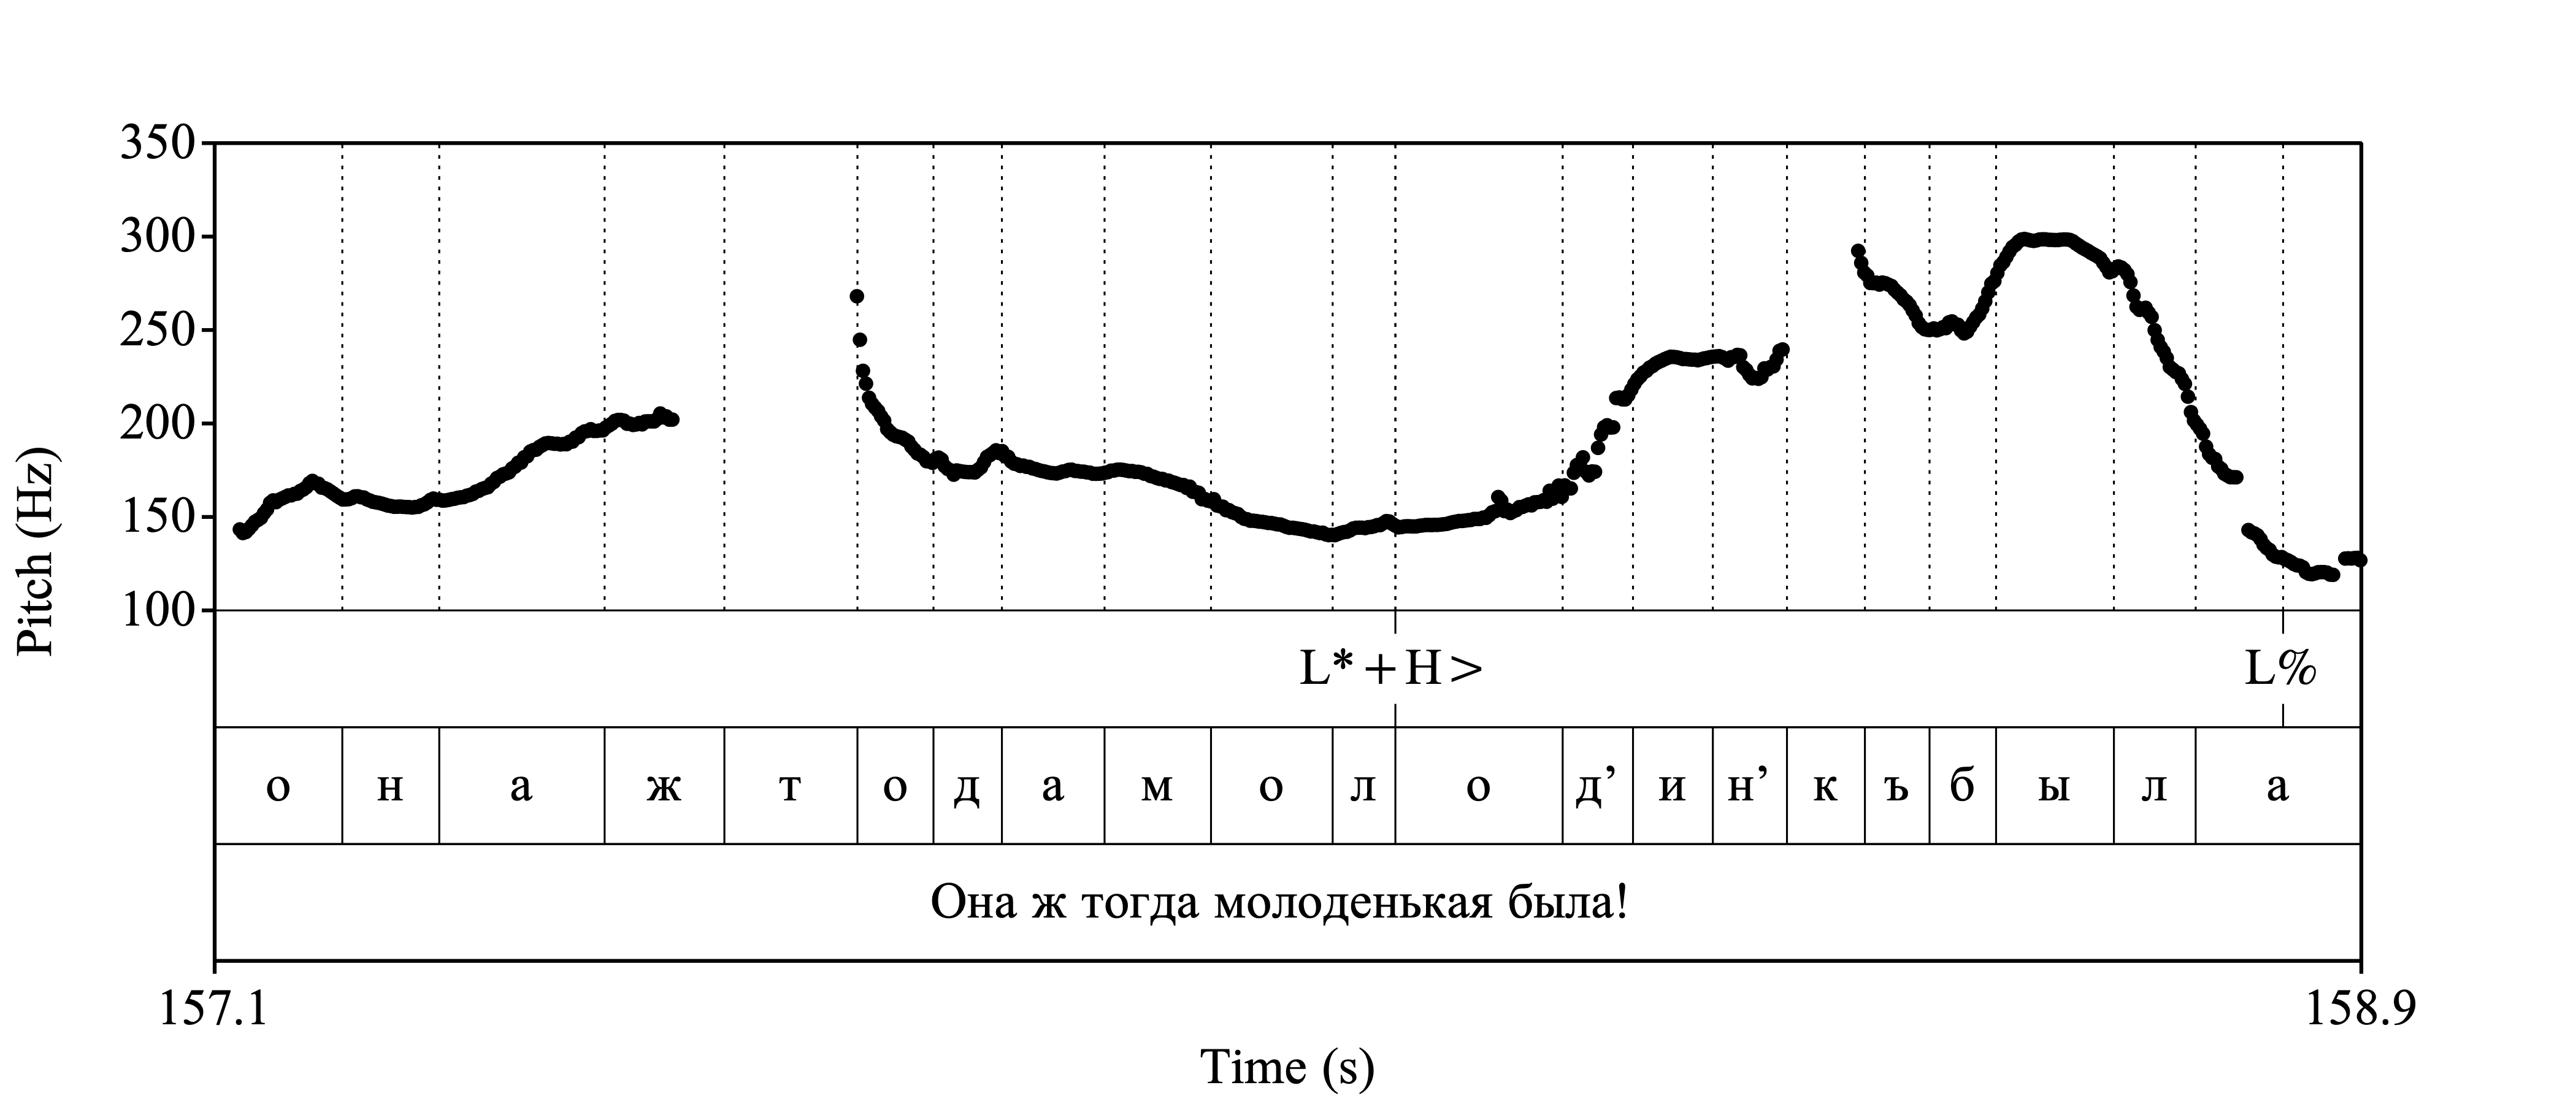 Pitch (Hz)
350
300
250
200
150
100
L*+H> L%
о н а ж т о д а м о л о д’ и н’ к ъ б ы л а
Она ж тогда молоденькая была!
157.1 158.9
Time (s)